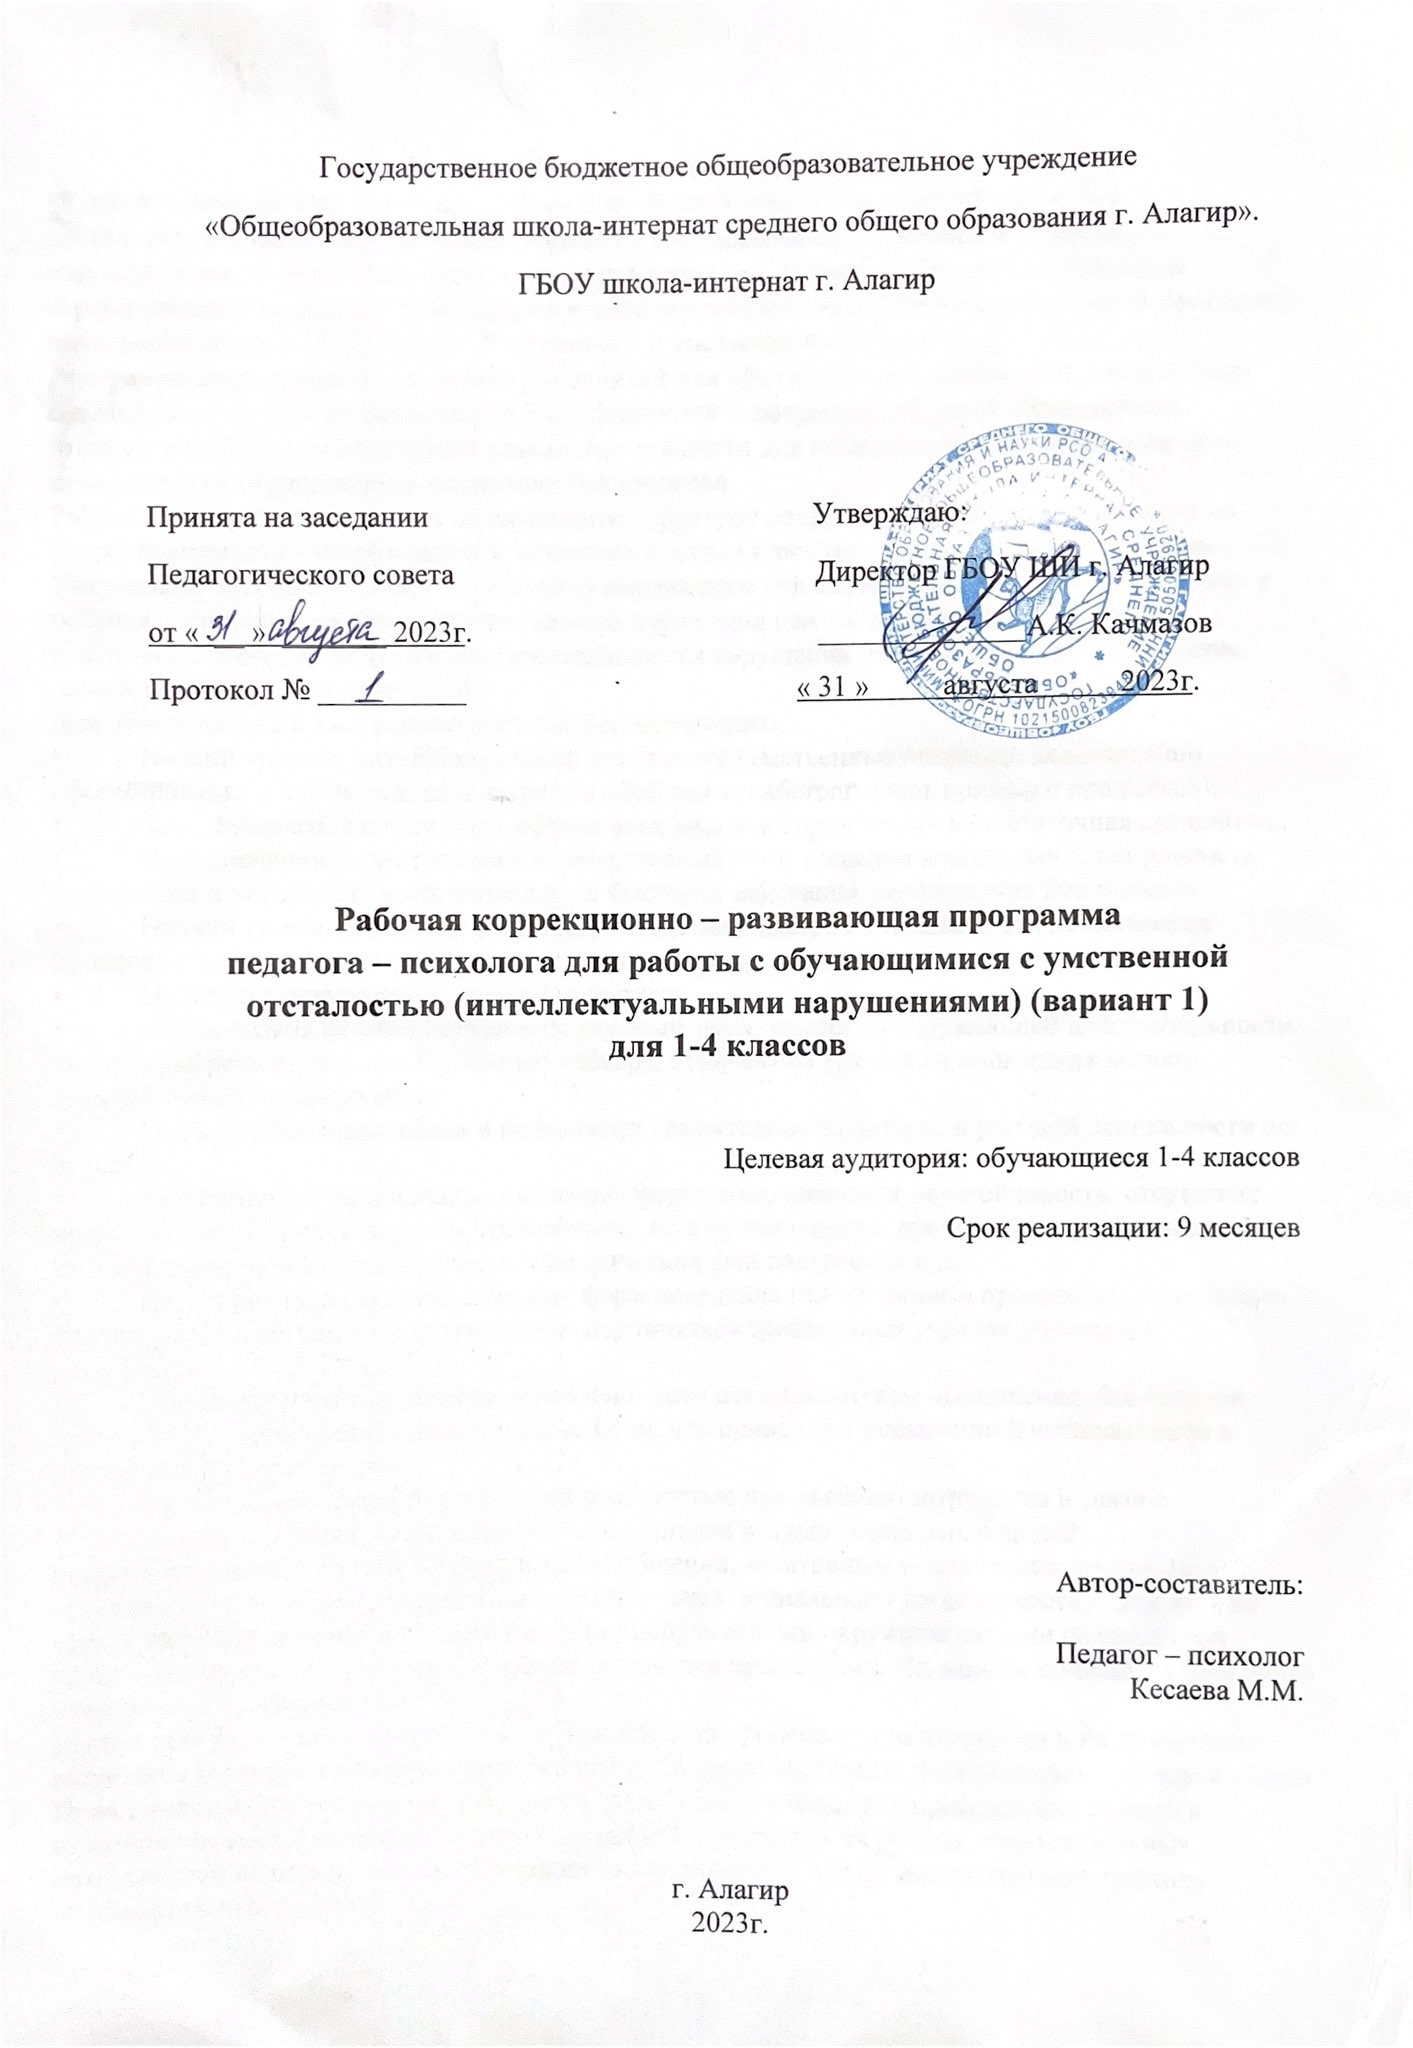 Государственное бюджетное общеобразовательное учреждение
«Общеобразовательная школа-интернат среднего общего образования г. Алагир».
ГБОУ школа-интернат г. Алагир
Принята на заседании
Педагогического совета
от « 31 » августа 2023г.
Протокол № 1
Утверждаю:
Директор ГБОУ ШИ г. Алагир
А.К. Качмазов
« 31 » августа 2023г.
Рабочая коррекционно – развивающая программа
педагога – психолога для работы с обучающимися с умственной
отсталостью (интеллектуальными нарушениями) (вариант 1)
для 1-4 классов
Целевая аудитория: обучающиеся 1-4 классов
Срок реализации: 9 месяцев
Автор-составитель:
Педагог – психолог
Кесаева М.М.
г. Алагир
2023г.